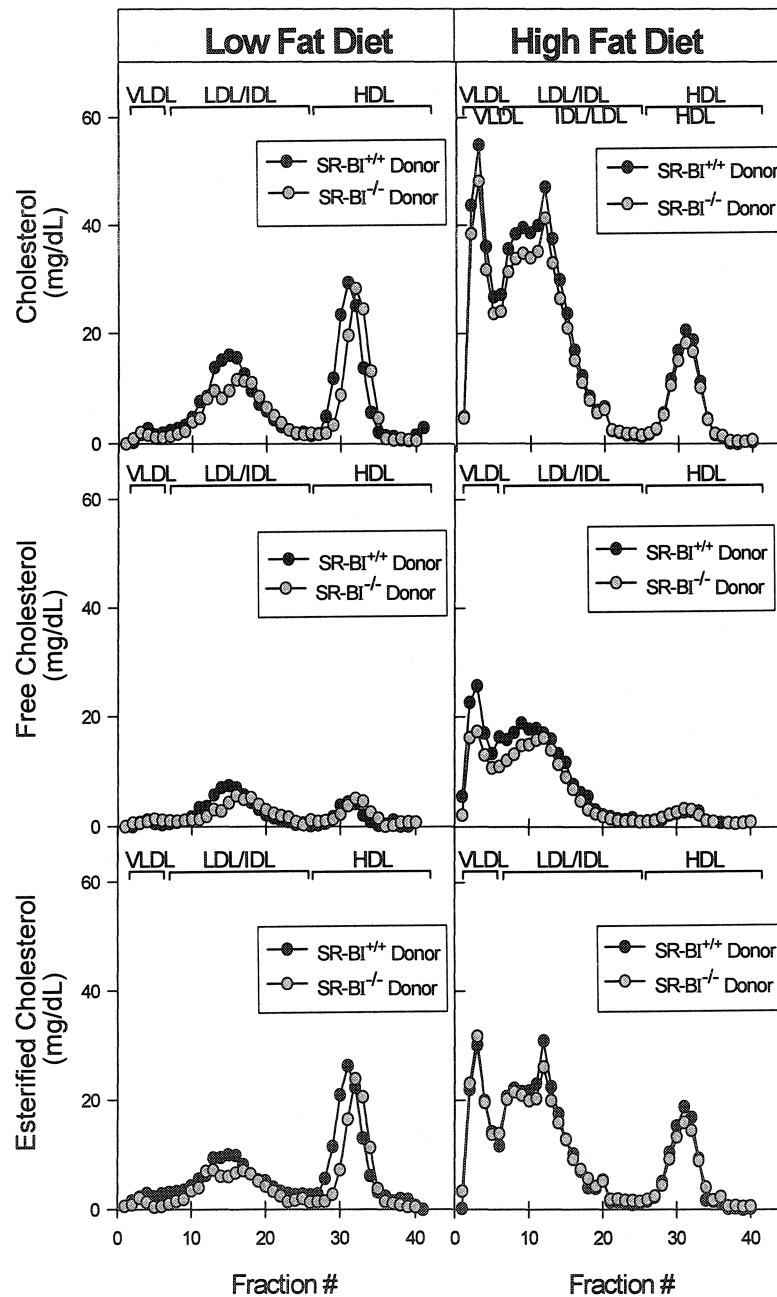 Low Fat Diet High Fat Diet
VLDL LDL/IDL HDL VLDL LDL/IDL HDL
VLDL IDL/LDL HDL
60
40
20
0
Cholesterol
(mg/dL)
SR-BI+/+ Donor
SR-BI-/- Donor
SR-BI+/+ Donor
SR-BI-/- Donor
VLDL LDL/IDL HDL VLDL LDL/IDL HDL
60
40
20
0
Free Cholesterol
(mg/dL)
SR-BI+/+ Donor
SR-BI-/- Donor
SR-BI+/+ Donor
SR-BI-/- Donor
VLDL LDL/IDL HDL VLDL LDL/IDL HDL
60
40
20
0
Esterified Cholesterol
(mg/dL)
SR-BI+/+ Donor
SR-BI-/- Donor
SR-BI+/+ Donor
SR-BI-/- Donor
0 10 20 30 40 0 10 20 30 40
Fraction # Fraction #